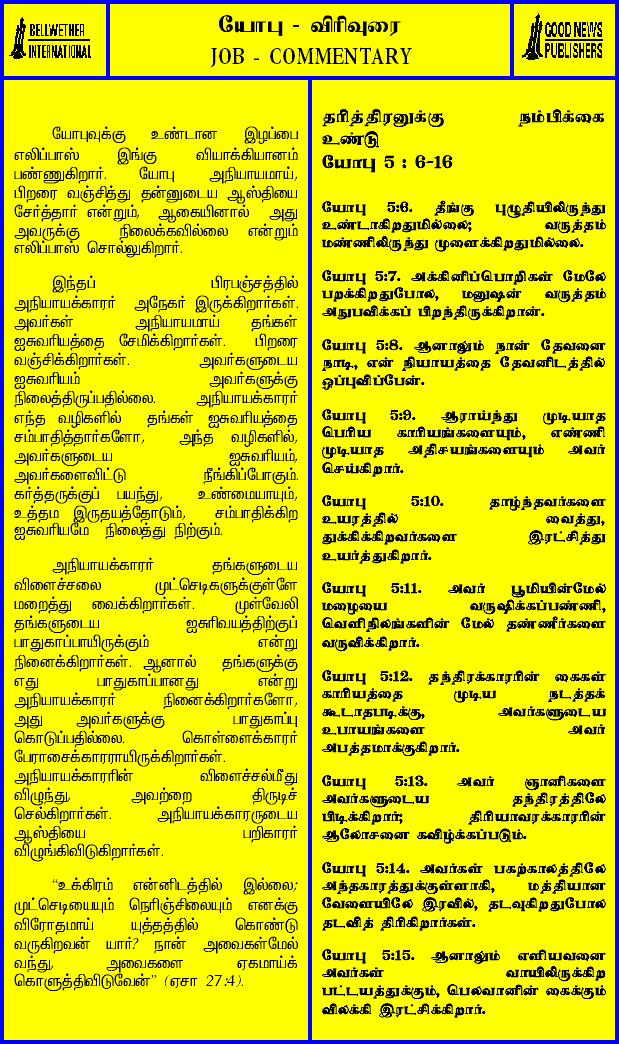 BELLWETHER
INTERNATIONAL
யோபு - விரிவுரை
JOB - COMMENTARY
GOOD NEWS
PUBLISHERS
யோபுவுக்கு உண்டான இழப்பை
எலிப்பாஸ் இங்கு வியாக்கியானம்
பண்ணுகிறார். யோபு அநியாயமாய்,
பிறரை வஞ்சித்து தன்னுடைய ஆஸ்தியை
சேர்த்தார் என்றும், ஆகையினால் அது
அவருக்கு நிலைக்கவில்லை என்றும்
எலிப்பாஸ் சொல்லுகிறார்.
இந்தப் பிரபஞ்சத்தில்
அநியாயக்காரர் அநேகர் இருக்கிறார்கள்.
அவர்கள் அநியாயமாய் தங்கள்
ஐசுவரியத்தை சேமிக்கிறார்கள். பிறரை
வஞ்சிக்கிறார்கள். அவர்களுடைய
ஐசுவரியம் அவர்களுக்கு
நிலைத்திருப்பதில்லை. அநியாயக்காரர்
எந்த வழிகளில் தங்கள் ஐசுவரியத்தை
சம்பாதித்தார்களோ, அந்த வழிகளில்,
அவர்களுடைய ஐசுவரியம்,
அவர்களைவிட்டு நீங்கிப்போகும்.
கர்த்தருக்குப் பயந்து, உண்மையாயும்,
உத்தம இருதயத்தோடும், சம்பாதிக்கிற
ஐசுவரியமே நிலைத்து நிற்கும்.
அநியாயக்காரர் தங்களுடைய
விளைச்சலை முட்செடிகளுக்குள்ளே
மறைத்து வைக்கிறார்கள். முள்வேலி
தங்களுடைய ஐசுரிவயத்திற்குப்
பாதுகாப்பாயிருக்கும் என்று
நினைக்கிறார்கள். ஆனால் தங்களுக்கு
எது பாதுகாப்பானது என்று
அநியாயக்காரர் நினைக்கிறார்களோ,
அது அவர்களுக்கு பாதுகாப்பு
கொடுப்பதில்லை. கொள்ளைக்காரர்
பேராசைக்காரராயிருக்கிறார்கள்.
அநியாயக்காரரின் விளைச்சல்மீது
விழுந்து, அவற்றை திருடிச்
செல்கிறார்கள். அநியாயக்காரருடைய
ஆஸ்தியை பறிகாரர்
விழுங்கிவிடுகிறார்கள்.
“உக்கிரம் என்னிடத்தில் இல்லை;
முட்செடியையும் நெரிஞ்சிலையும் எனக்கு
விரோதமாய் யுத்தத்தில் கொண்டு
வருகிறவன் யார்? நான் அவைகள்மேல்
வந்து, அவைகளை ஏகமாய்க்
கொளுத்திவிடுவேன்” (ஏசா 27:4).
தரித்திரனுக்கு நம்பிக்கை
உண்டு
யோபு 5 : 6-16
யோபு 5:6. தீங்கு புழுதியிலிருந்து
உண்டாகிறதுமில்லை; வருத்தம்
மண்ணிலிருந்து முளைக்கிறதுமில்லை.
யோபு 5:7. அக்கினிப்பொறிகள் மேலே
பறக்கிறதுபோல, மனுஷன் வருத்தம்
அநுபவிக்கப் பிறந்திருக்கிறான்.
யோபு 5:8. ஆனாலும் நான் தேவனை
நாடி, என் நியாயத்தை தேவனிடத்தில்
ஒப்புவிப்பேன்.
யோபு 5:9. ஆராய்ந்து முடியாத
பெரிய காரியங்களையும், எண்ணி
முடியாத அதிசயங்களையும் அவர்
செய்கிறார்.
யோபு 5:10. தாழ்ந்தவர்களை
உயரத்தில் வைத்து,
துக்கிக்கிறவர்களை இரட்சித்து
உயர்த்துகிறார்.
யோபு 5:11. அவர் பூமியின்மேல்
மழையை வருஷிக்கப்பண்ணி,
வெளிநிலங்களின் மேல் தண்ணீர்களை
வருவிக்கிறார்.
யோபு 5:12. தந்திரக்காரரின் கைகள்
காரியத்தை முடிய நடத்தக்
கூடாதபடிக்கு, அவர்களுடைய
உபாயங்களை அவர்
அபத்தமாக்குகிறார்.
யோபு 5:13. அவர் ஞானிகளை
அவர்களுடைய தந்திரத்திலே
பிடிக்கிறார்; திரியாவரக்காரரின்
ஆலோசனை கவிழ்க்கப்படும்.
யோபு 5:14. அவர்கள் பகற்காலத்திலே
அந்தகாரத்துக்குள்ளாகி, மத்தியான
வேளையிலே இரவில், தடவுகிறதுபோல
தடவித் திரிகிறார்கள்.
யோபு 5:15. ஆனாலும் எளியவனை
அவர்கள் வாயிலிருக்கிற
பட்டயத்துக்கும், பெலவானின் கைக்கும்
விலக்கி இரட்சிக்கிறார்.